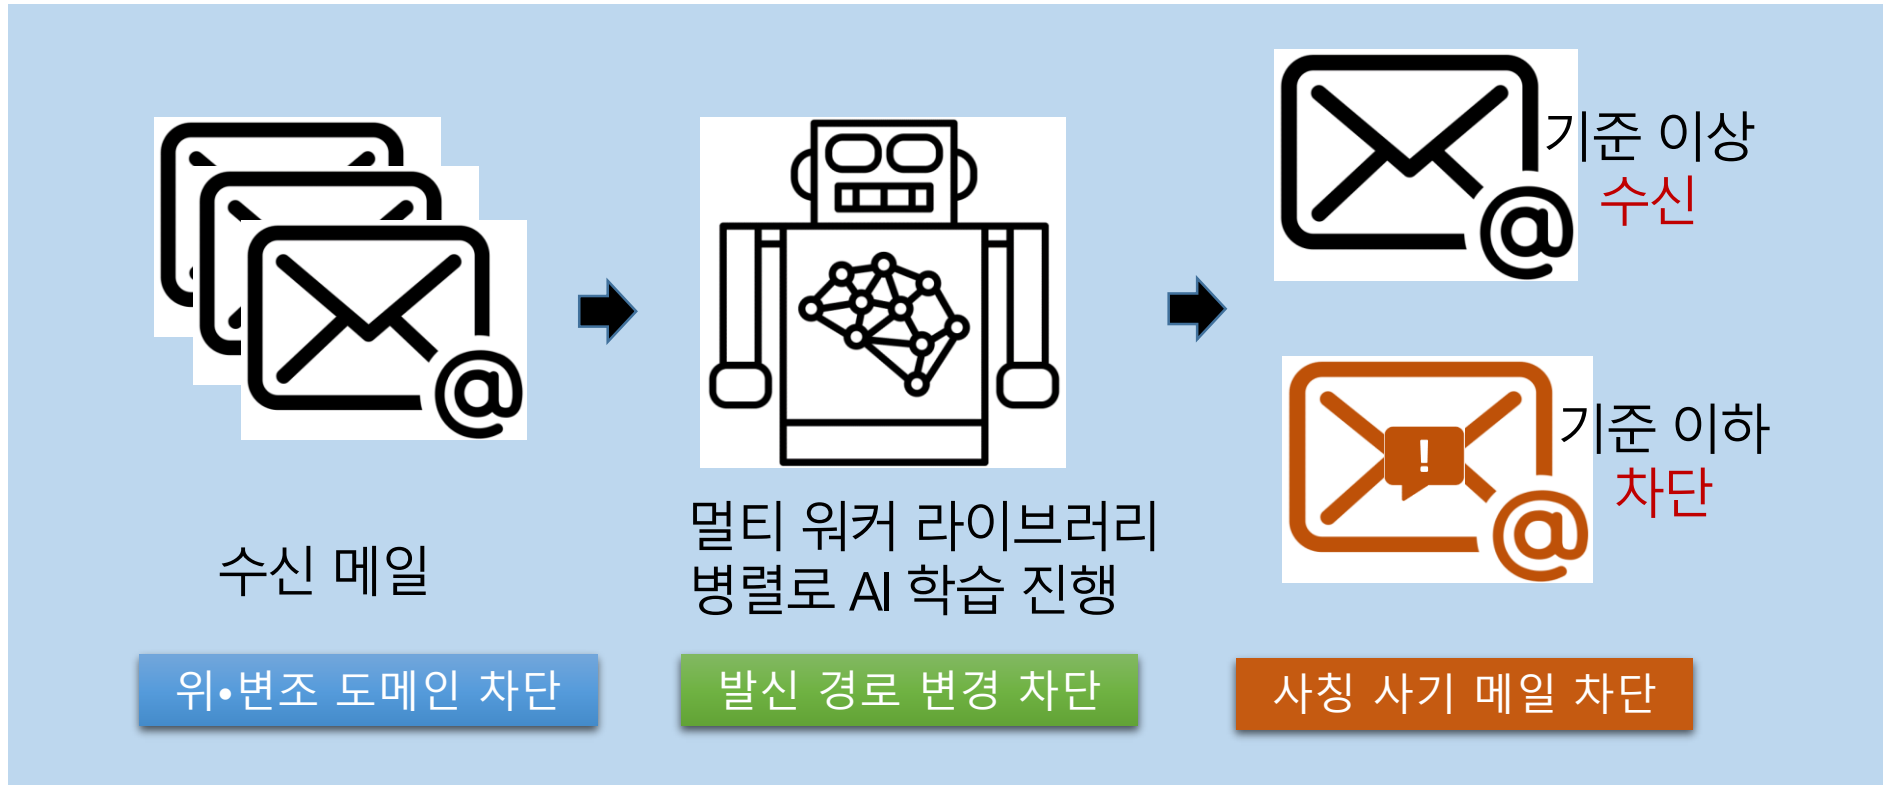 수신 메일
멀티 워커 라이브러리
병렬로 AI 학습 진행
기준 이상
수신
기준 이하
차단
위•변조 도메인 차단
발신 경로 변경 차단
사칭 사기 메일 차단